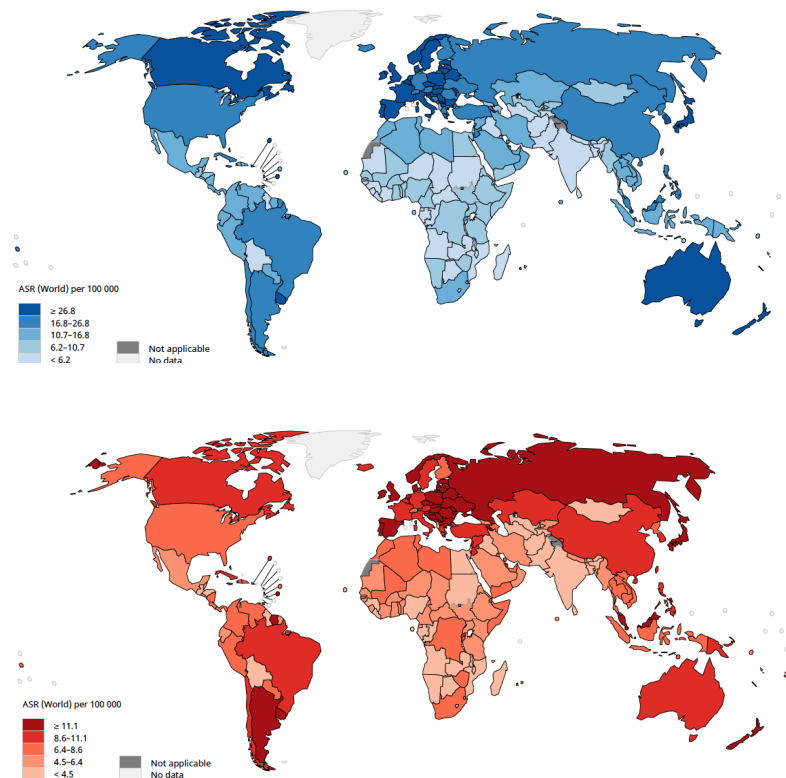 ASR (World) per 100 000
≥ 26.8
16.8–26.8
10.7–16.8
6.2–10.7
< 6.2
Not applicable
No data
ASR (World) per 100 000
≥ 11.1
8.6–11.1
6.4–8.6
4.5–6.4
< 4.5
Not applicable
No data